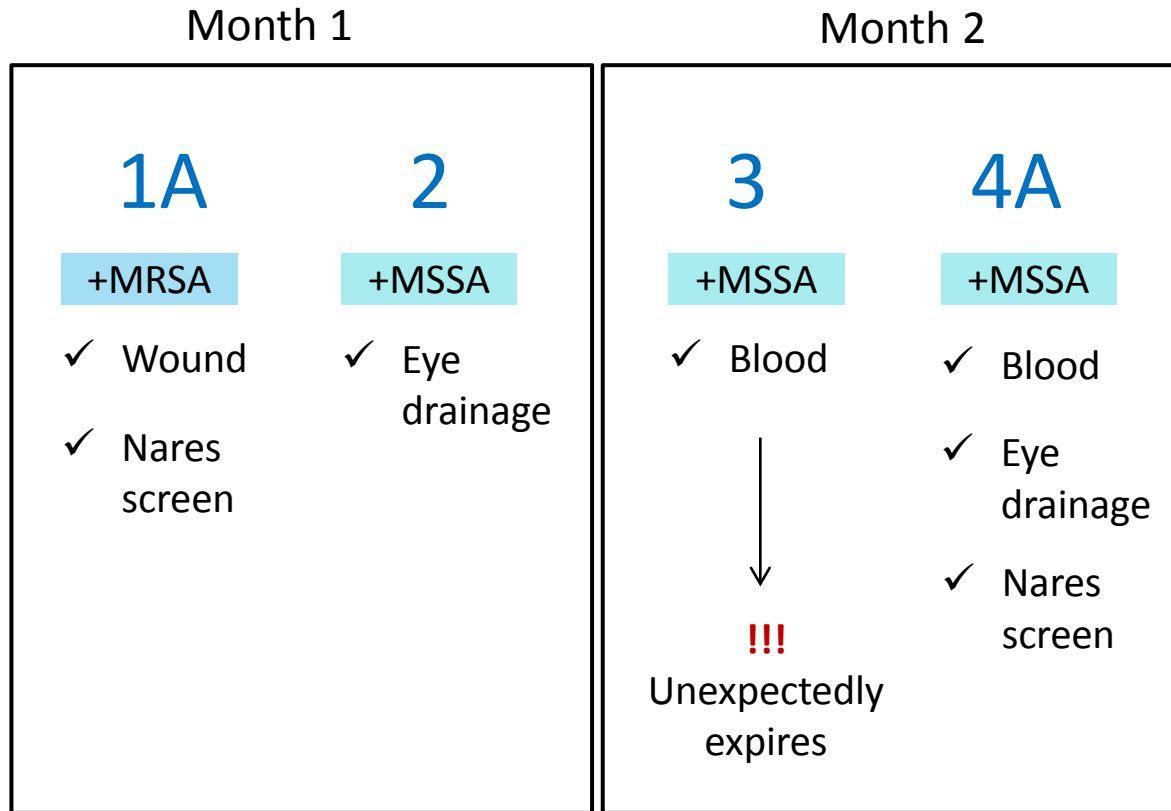 Month 1
1A
+MRSA
✓ Wound
✓ Nares
screen
2
+MSSA
✓ Eye
drainage
Month 2
3
+MSSA
✓ Blood
!!!
Unexpectedly
expires
4A
+MSSA
✓ Blood
✓ Eye
drainage
✓ Nares
screen